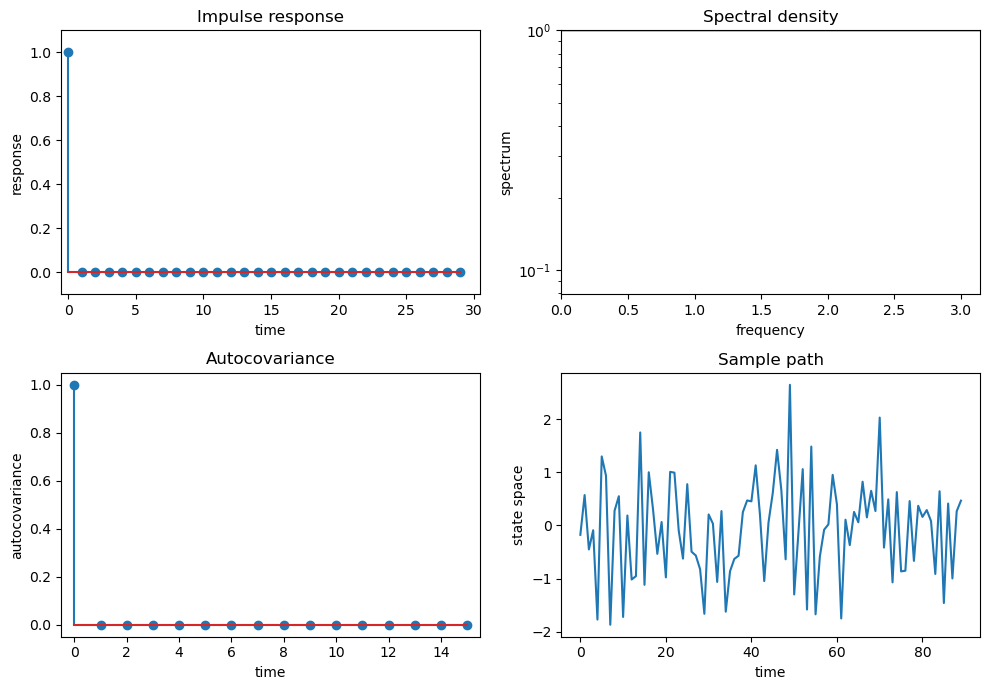 Impulse response
response
1.0
0.8
0.6
0.4
0.2
0.0
0 5 10 15 20 25 30
time
Spectral density
spectrum
10⁰
10⁻¹
0.0 0.5 1.0 1.5 2.0 2.5 3.0
frequency
Autocovariance
autocovariance
1.0
0.8
0.6
0.4
0.2
0.0
0 2 4 6 8 10 12 14
time
Sample path
state space
2
1
0
−1
−2
0 20 40 60 80
time